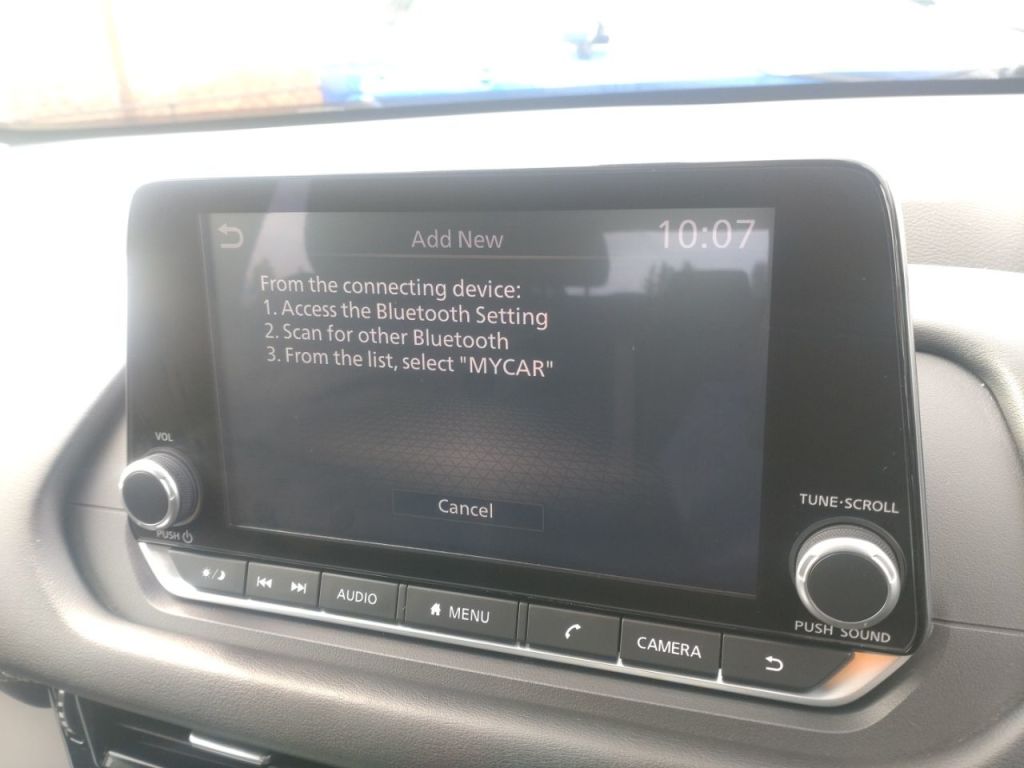 Add New
10:07
From the connecting device:
1. Access the Bluetooth Setting
2. Scan for other Bluetooth
3. From the list, select "MYCAR"
Cancel
VOL
PUSH
TUNE·SCROLL
PUSH SOUND
AUDIO
MENU
CAMERA